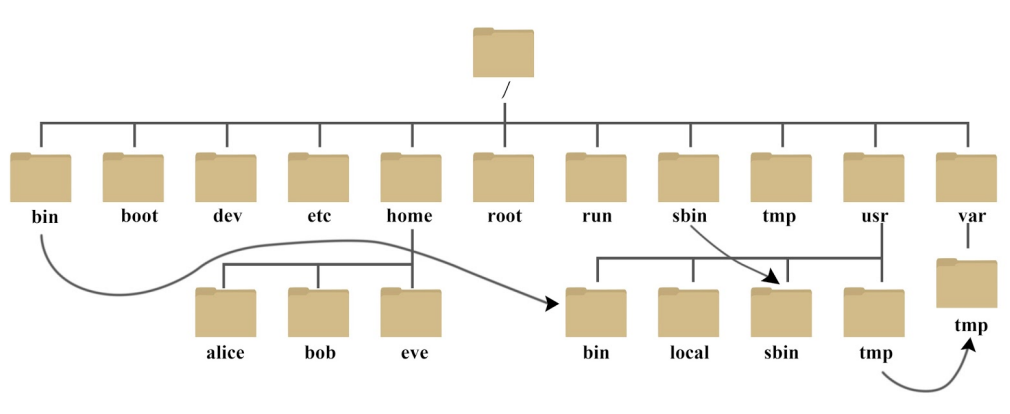 /
bin boot dev etc home root run sbin tmp usr var
alice bob eve bin local sbin tmp tmp